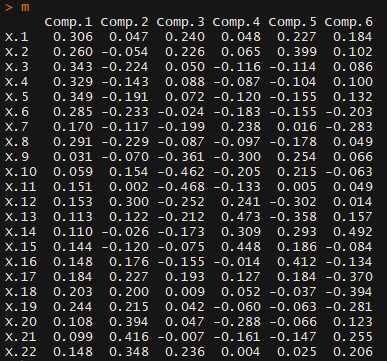 > m
Comp.1 Comp.2 Comp.3 Comp.4 Comp.5 Comp.6
X.1 0.306 0.047 0.240 0.048 0.227 0.184
X.2 0.260 -0.054 0.226 0.065 0.399 0.102
X.3 0.343 -0.224 0.050 -0.116 -0.114 0.086
X.4 0.329 -0.143 0.088 -0.087 -0.104 0.100
X.5 0.349 -0.191 0.072 -0.120 -0.155 0.132
X.6 0.285 -0.233 -0.024 -0.183 -0.155 -0.203
X.7 0.170 -0.117 -0.199 0.238 0.016 -0.283
X.8 0.291 -0.229 -0.087 -0.097 -0.178 0.049
X.9 0.031 -0.070 -0.361 -0.300 0.254 0.066
X.10 0.059 0.154 -0.462 -0.205 0.215 -0.063
X.11 0.151 0.002 -0.468 -0.133 0.005 0.049
X.12 0.153 0.300 -0.252 0.241 -0.302 0.014
X.13 0.113 0.122 -0.212 0.473 -0.358 0.157
X.14 0.110 -0.026 -0.173 0.309 0.293 0.492
X.15 0.144 -0.120 -0.075 0.448 0.186 -0.084
X.16 0.148 0.176 -0.155 -0.014 0.412 -0.134
X.17 0.184 0.227 0.193 0.127 0.184 -0.370
X.18 0.203 0.200 0.009 0.052 -0.037 -0.394
X.19 0.244 0.215 0.042 -0.060 -0.063 -0.281
X.20 0.108 0.394 0.047 -0.288 -0.066 0.123
X.21 0.099 0.416 -0.007 -0.161 -0.147 0.255
X.22 0.148 0.348 0.236 0.004 0.025 0.206